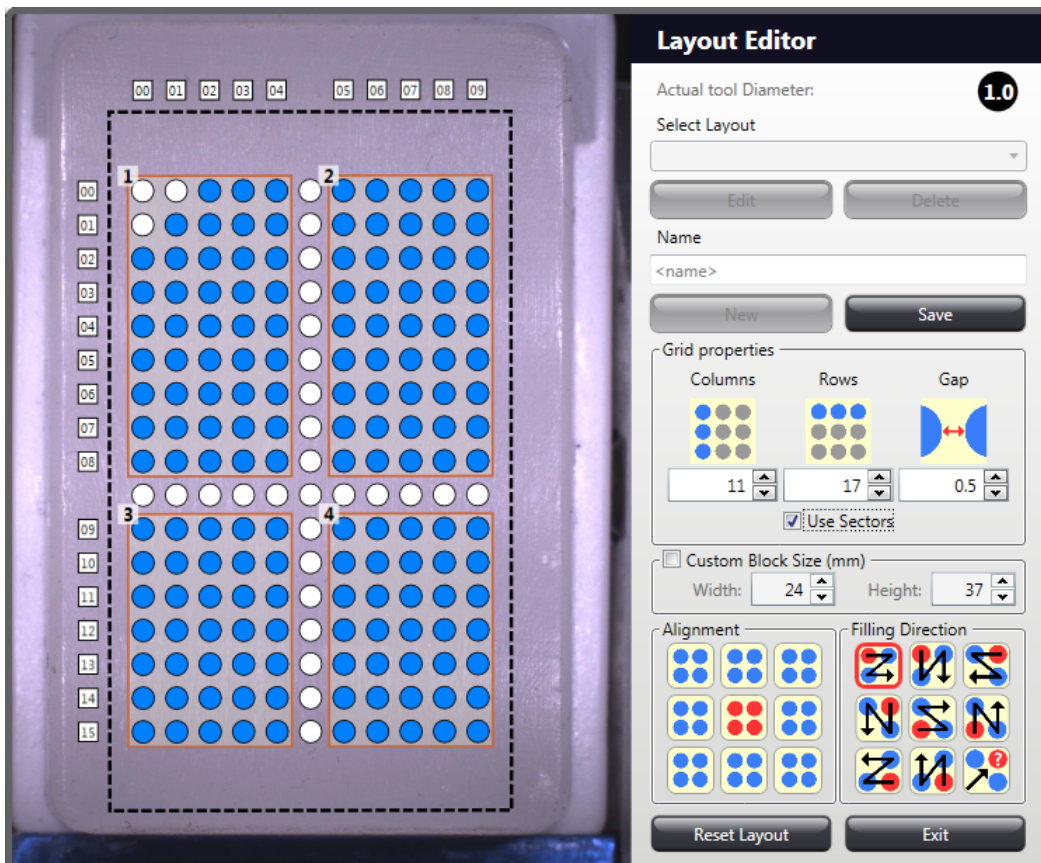 Layout Editor
Actual tool Diameter:
1.0
Select Layout
Edit Delete
Name
<name>
New Save
Grid properties
Columns Rows Gap
11 17 0.5
Use Sectors
Custom Block Size (mm)
Width: 24 Height: 37
Alignment Filling Direction
?
Reset Layout Exit
00 01 02 03 04 05 06 07 08 09
1 2
00
01
02
03
04
05
06
07
08
3 4
09
10
11
12
13
14
15